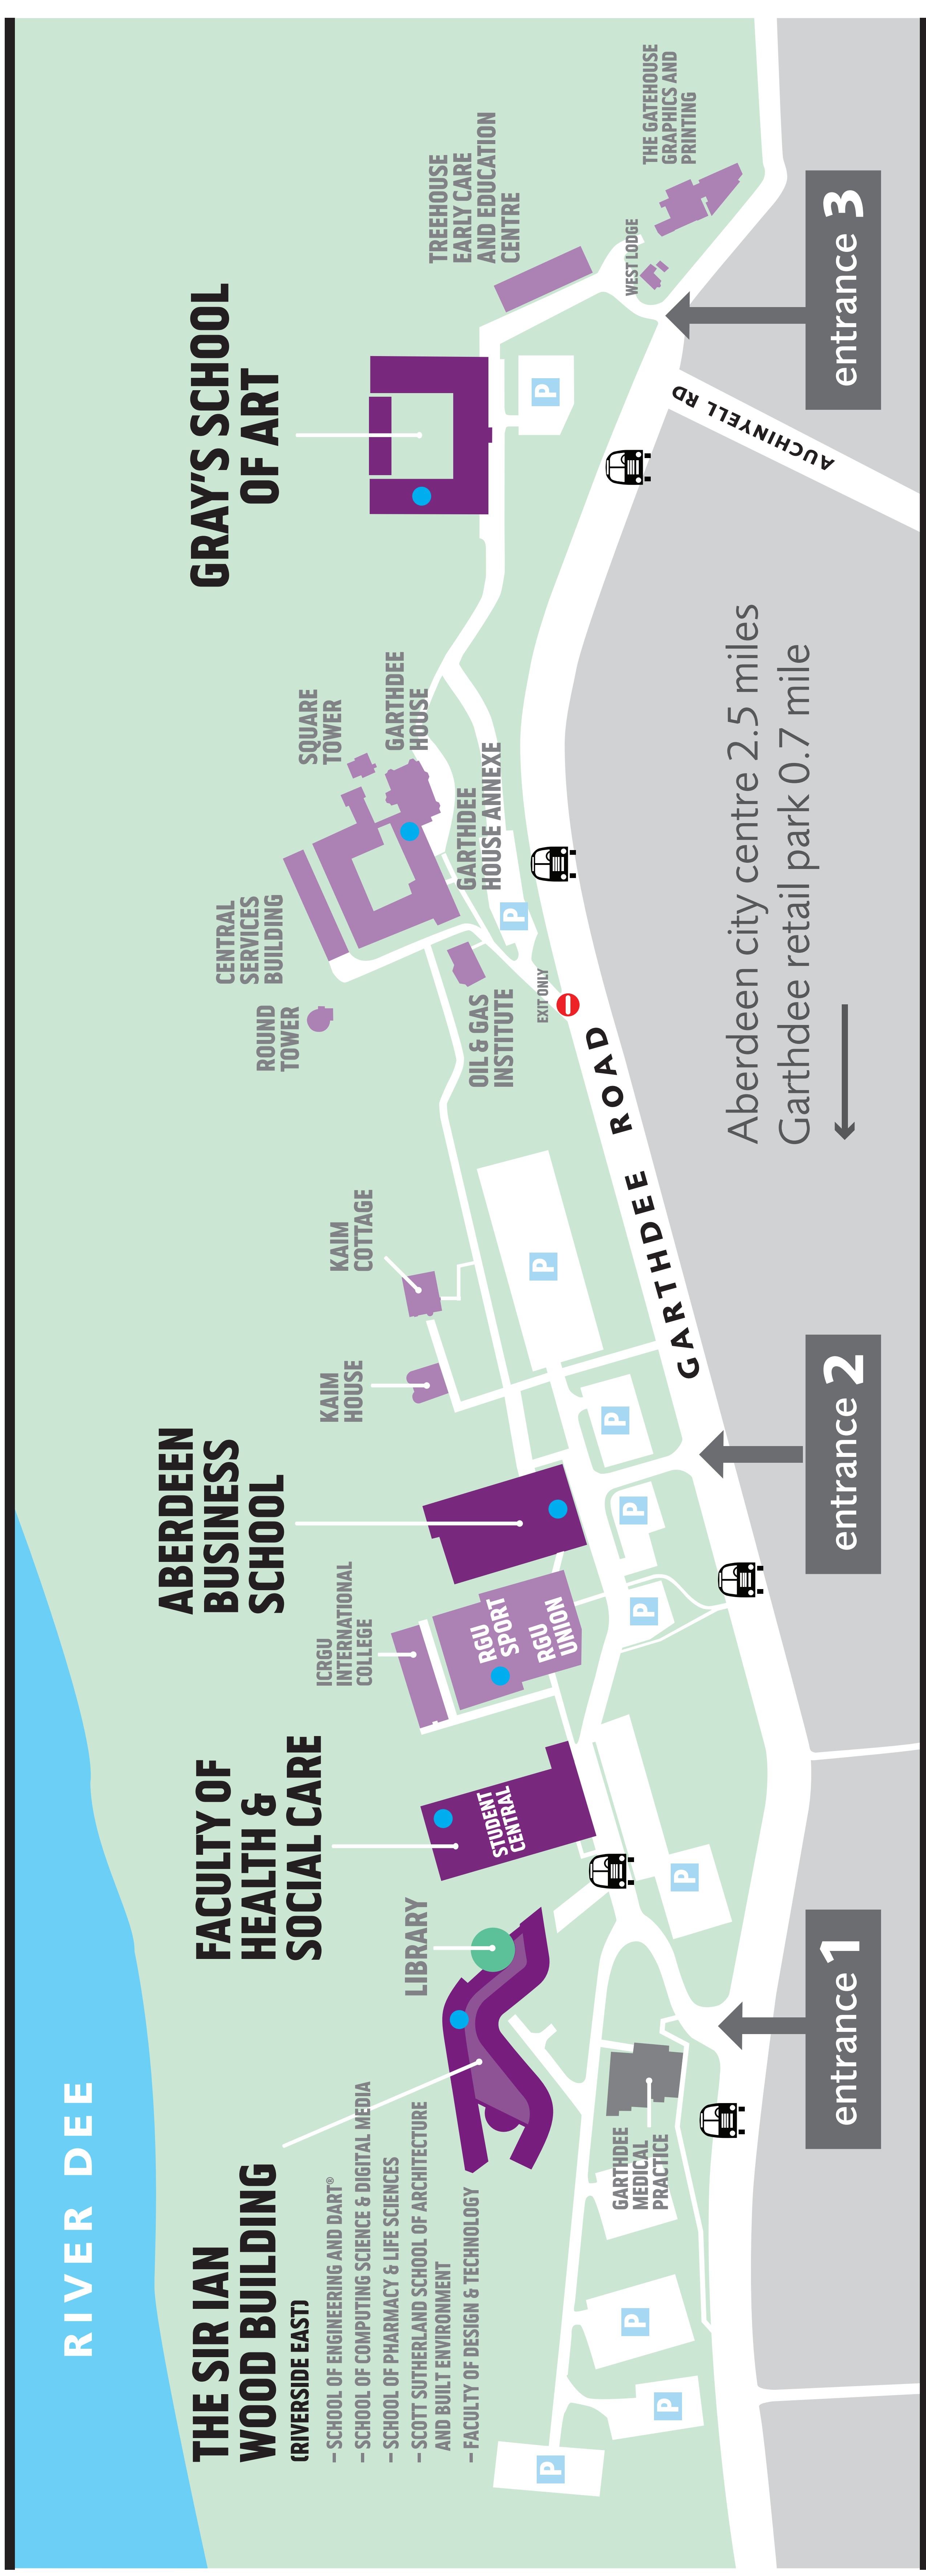 RIVER DEE
THE SIR IAN
WOOD BUILDING
(RIVERSIDE EAST)
– SCHOOL OF ENGINEERING AND DART®
– SCHOOL OF COMPUTING SCIENCE & DIGITAL MEDIA
– SCHOOL OF PHARMACY & LIFE SCIENCES
– SCOTT SUTHERLAND SCHOOL OF ARCHITECTURE
AND BUILT ENVIRONMENT
– FACULTY OF DESIGN & TECHNOLOGY
LIBRARY
FACULTY OF
HEALTH &
SOCIAL CARE
STUDENT
CENTRAL
ICRGU
INTERNATIONAL
COLLEGE
RGU
SPORT
RGU
UNION
ABERDEEN
BUSINESS
SCHOOL
KAIM
HOUSE
KAIM
COTTAGE
ROUND
TOWER
CENTRAL
SERVICES
BUILDING
OIL & GAS
INSTITUTE
SQUARE
TOWER
GARTHDEE
HOUSE
GARTHDEE
HOUSE ANNEXE
EXIT ONLY
GRAY'S SCHOOL
OF ART
TREEHOUSE
EARLY CARE
AND EDUCATION
CENTRE
WEST LODGE
THE GATEHOUSE
GRAPHICS AND
PRINTING
GARTHDEE
MEDICAL
PRACTICE
P
P
P
P
P
P
P
P
P
P
GARTHDEE ROAD
AUCHINYELL RD
Aberdeen city centre 2.5 miles
Garthdee retail park 0.7 mile
entrance 1
entrance 2
entrance 3